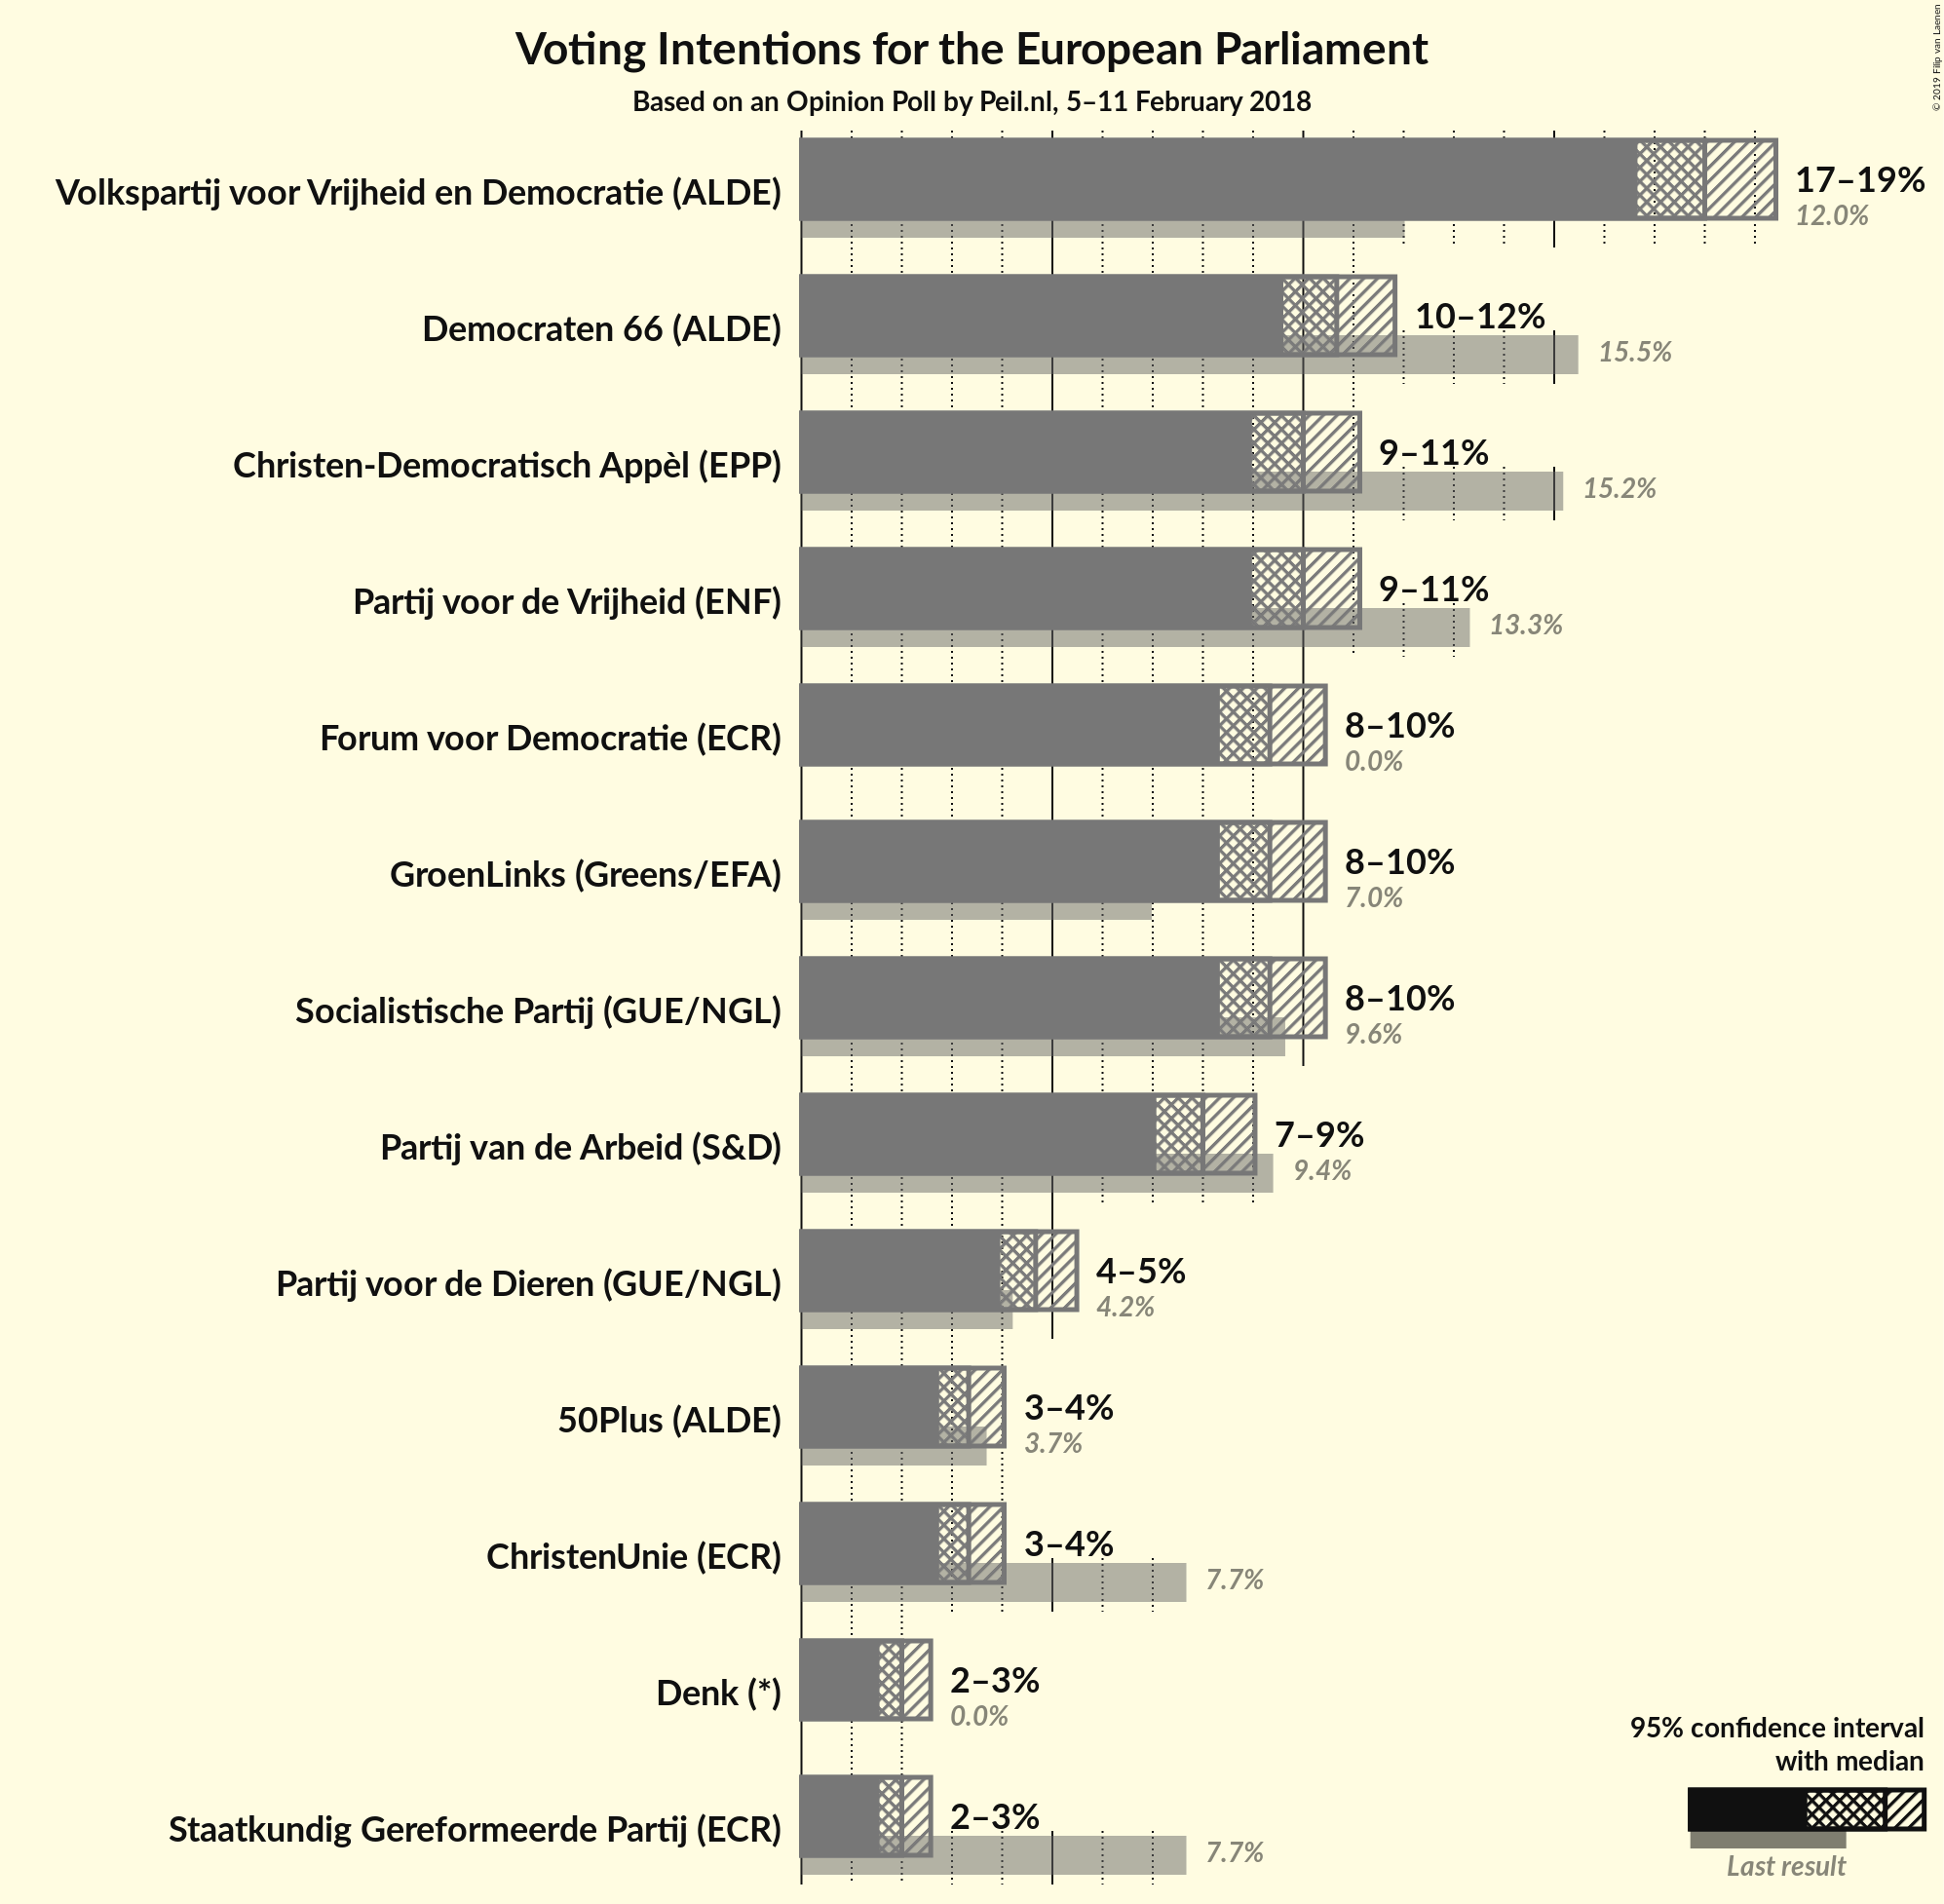 Voting Intentions for the European Parliament
Based on an Opinion Poll by Peil.nl, 5–11 February 2018
© 2019 Filip van Laenen
Volkspartij voor Vrijheid en Democratie (ALDE)
17–19%
12.0%
Democraten 66 (ALDE)
10–12%
15.5%
Christen-Democratisch Appèl (EPP)
9–11%
15.2%
Partij voor de Vrijheid (ENF)
9–11%
13.3%
Forum voor Democratie (ECR)
8–10%
0.0%
GroenLinks (Greens/EFA)
8–10%
7.0%
Socialistische Partij (GUE/NGL)
8–10%
9.6%
Partij van de Arbeid (S&D)
7–9%
9.4%
Partij voor de Dieren (GUE/NGL)
4–5%
4.2%
50Plus (ALDE)
3–4%
3.7%
ChristenUnie (ECR)
3–4%
7.7%
Denk (*)
2–3%
0.0%
Staatkundig Gereformeerde Partij (ECR)
2–3%
7.7%
95% confidence interval
with median
Last result